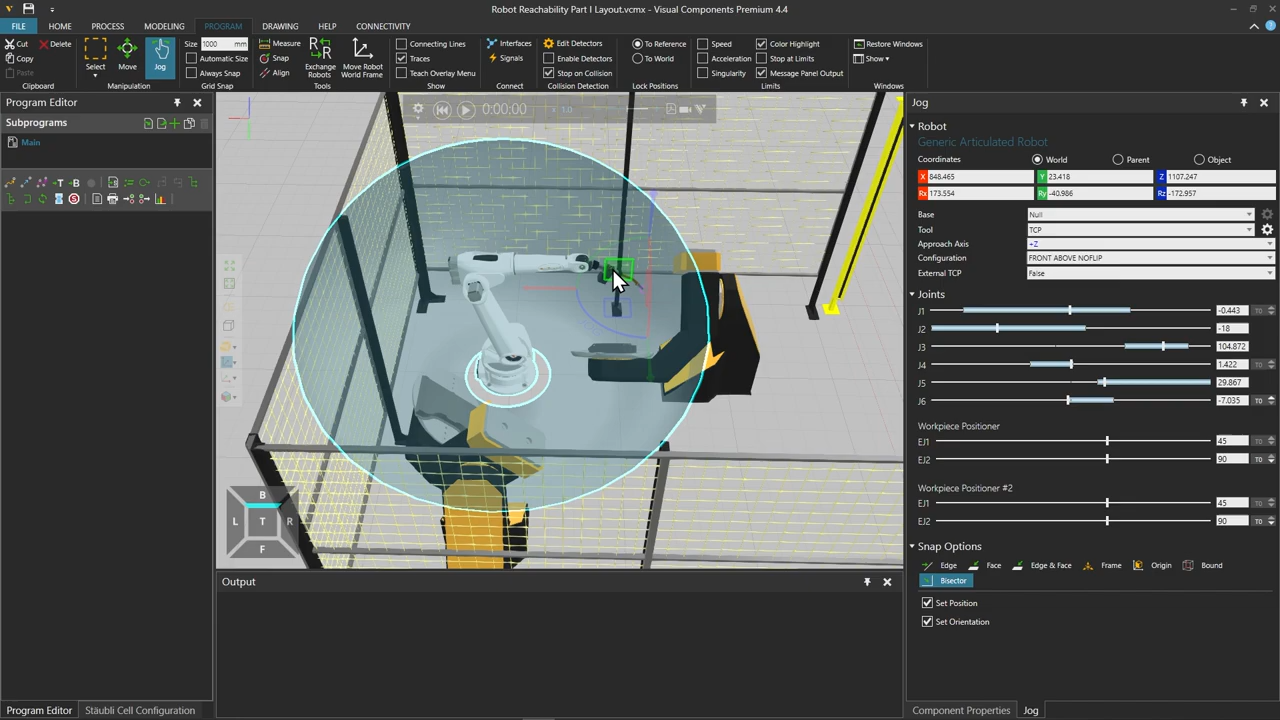 Robot Reachability Part I Layout.vcmx - Visual Components Premium 4.4
FILE HOME PROCESS MODELING PROGRAM DRAWING HELP CONNECTIVITY
Cut Delete
Copy
Paste
Clipboard
Select Move Jog
Manipulation
Size 1000 mm
Automatic Size
Always Snap
Grid Snap
Measure
Snap
Align
Exchange Robots
Move Robot World Frame
Tools
Connecting Lines
Traces
Teach Overlay Menu
Show
Interfaces
Signals
Connect
Edit Detectors
Enable Detectors
Stop on Collision
Collision Detection
To Reference
To World
Lock Positions
Speed
Acceleration
Singularity
Color Highlight
Stop at Limits
Message Panel Output
Limits
Restore Windows
Show
Windows
Program Editor
Subprograms
Main
0:00:00
1.0
B
L T R
F
Output
Jog
Robot
Generic Articulated Robot
Coordinates World Parent Object
X 848.465 Y 23.418 Z 1107.247
Rx 173.554 Ry -40.986 Rz -172.957
Base Null
Tool TCP
Approach Axis +Z
Configuration FRONT ABOVE NOFLIP
External TCP False
Joints
J1 -0.443 T0
J2 -18
J3 104.872
J4 1.422 T0
J5 29.867
J6 -7.035 T0
Workpiece Positioner
EJ1 45 T0
EJ2 90 T0
Workpiece Positioner #2
EJ1 45 T0
EJ2 90 T0
Snap Options
Edge Face Edge & Face Frame Origin Bound
Bisector
Set Position
Set Orientation
Program Editor Stäubli Cell Configuration
Component Properties Jog